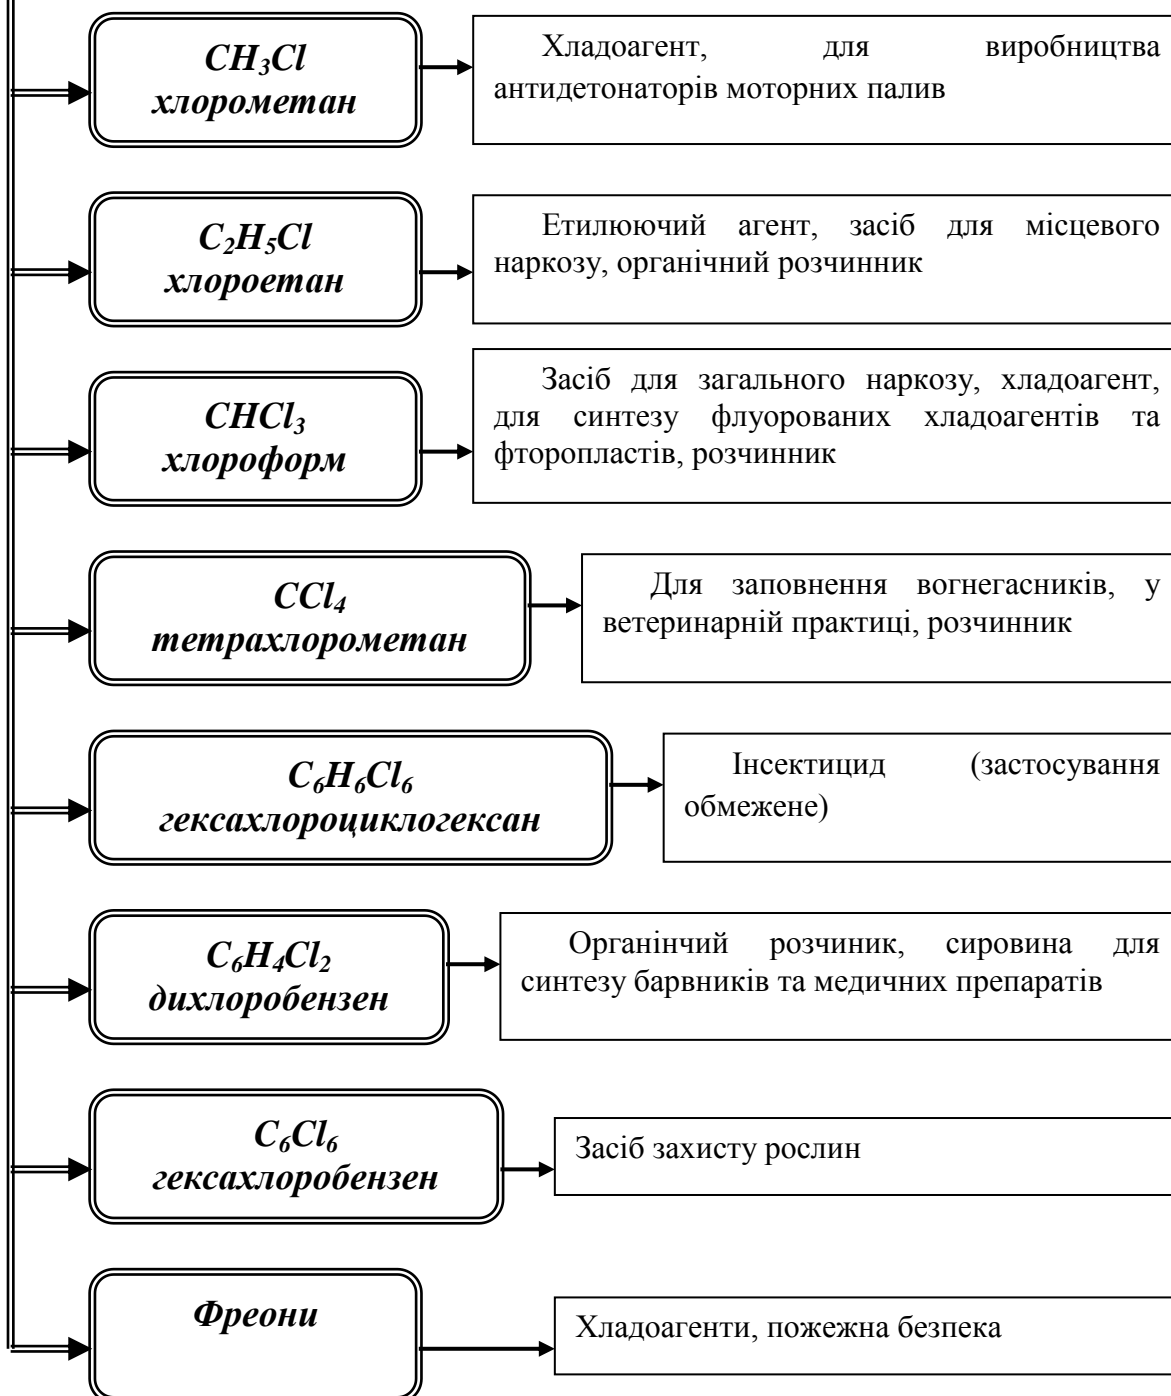 CH₃Cl
хлорометан
Хладоагент, для виробництва
антидетонаторів моторних палив
C₂H₅Cl
хлороетан
Етилюючий агент, засіб для місцевого
наркозу, органічний розчинник
CHCl₃
хлороформ
Засіб для загального наркозу, хладоагент,
для синтезу флуорованих хладоагентів та
фторопластів, розчинник
CCl₄
тетрахлорометан
Для заповнення вогнегасників, у
ветеринарній практиці, розчинник
C₆H₆Cl₆
гексахлороциклогексан
Інсектицид (застосування
обмежене)
C₆H₄Cl₂
дихлоробензен
Органінчий розчиник, сировина для
синтезу барвників та медичних препаратів
C₆Cl₆
гексахлоробензен
Засіб захисту рослин
Фреони
Хладоагенти, пожежна безпека